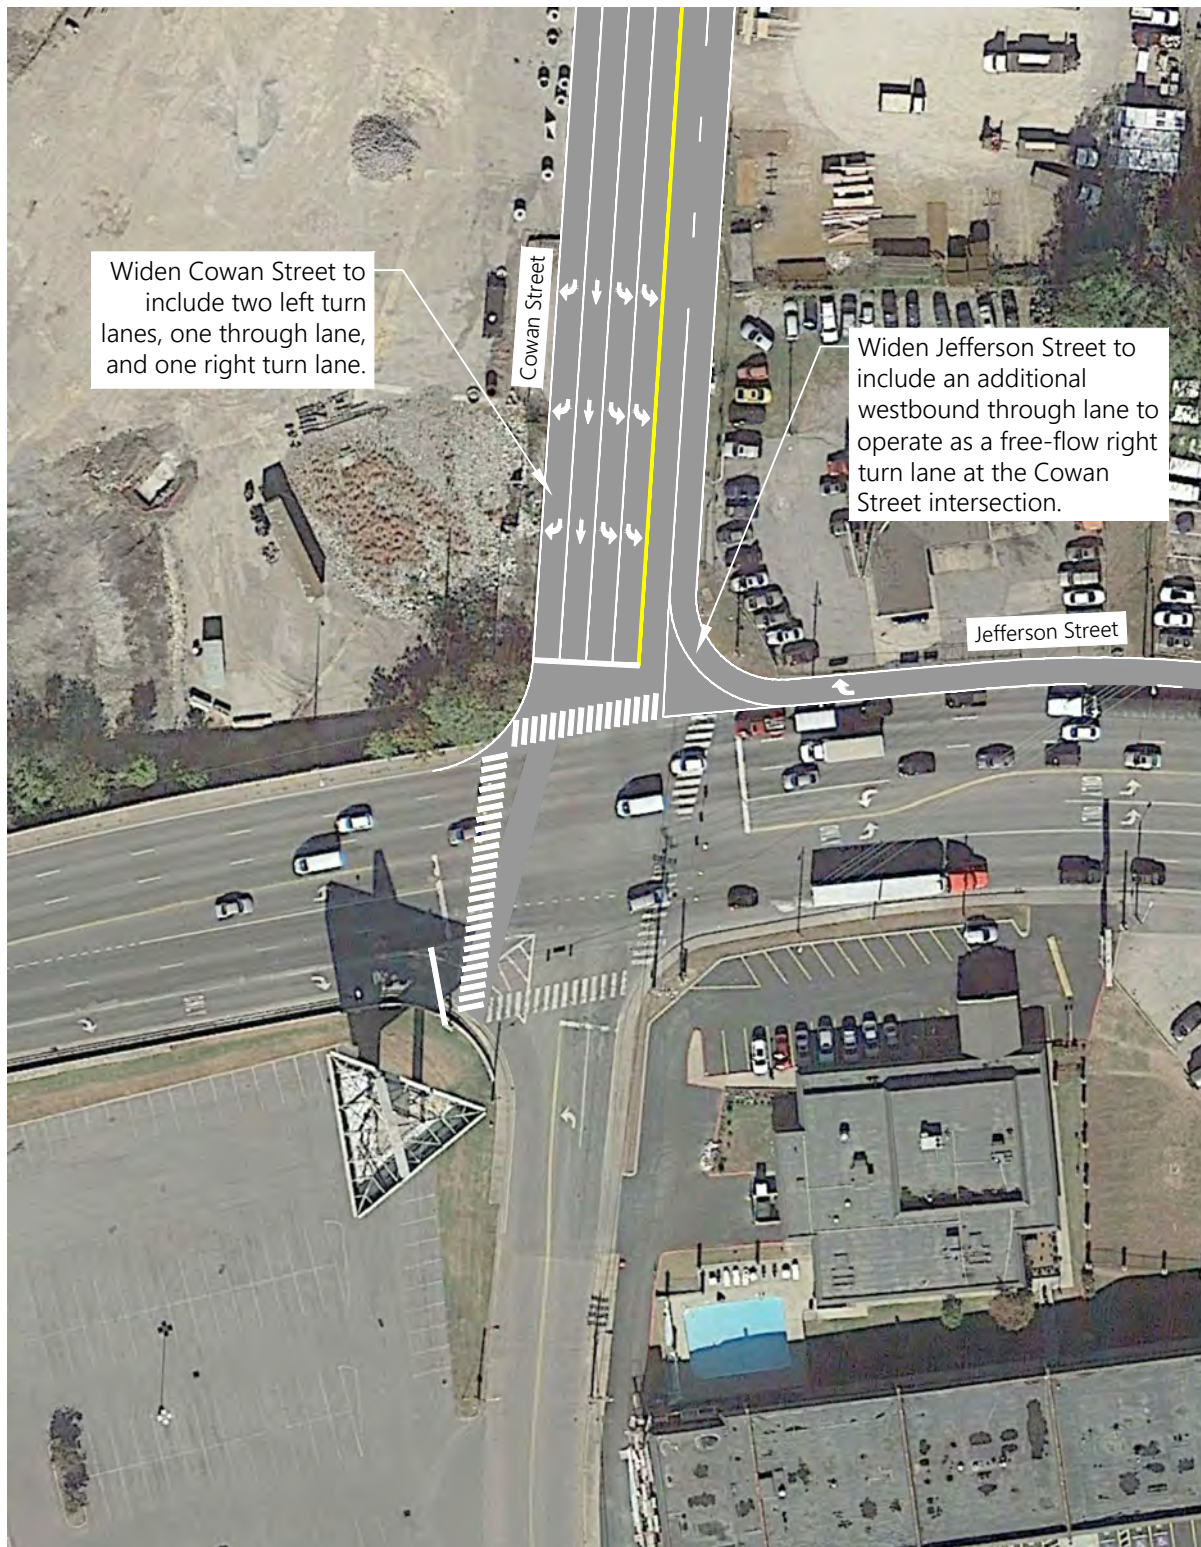 Widen Cowan Street to
include two left turn
lanes, one through lane,
and one right turn lane.
Cowan Street
Widen Jefferson Street to
include an additional
westbound through lane to
operate as a free-flow right
turn lane at the Cowan
Street intersection.
Jefferson Street